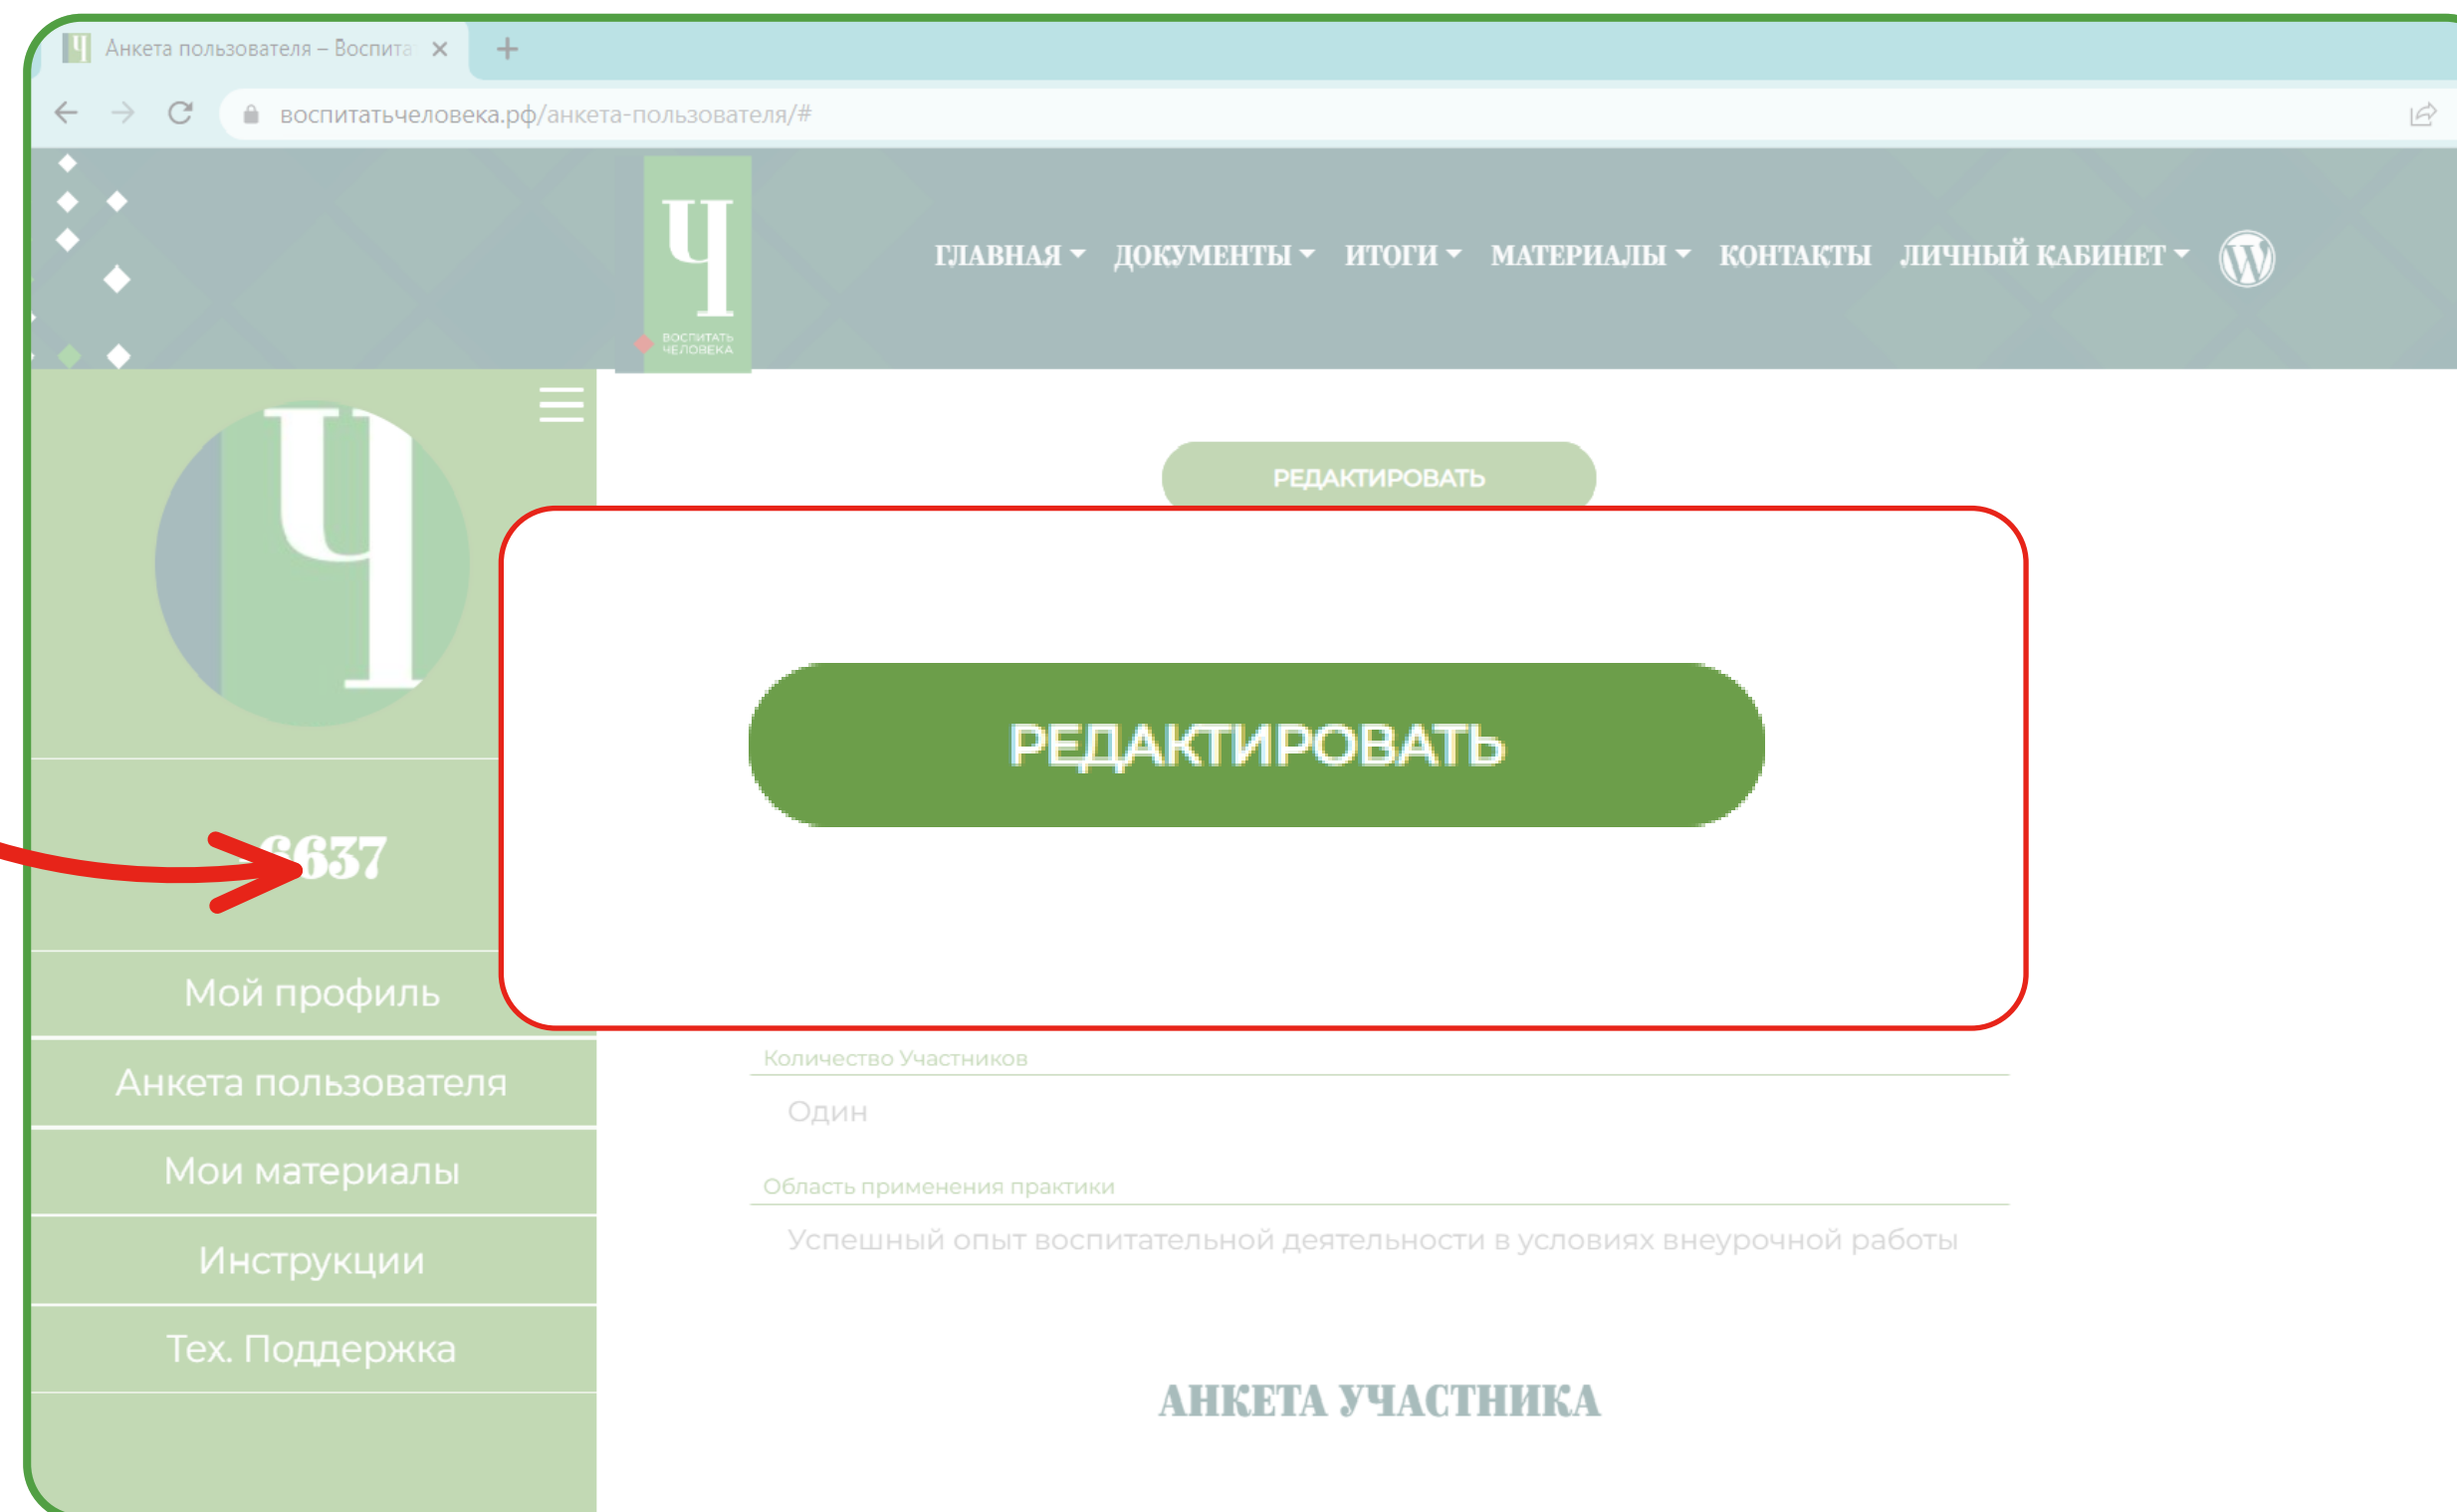 Анкета пользователя – Воспита
воспитатьчеловека.рф/анкета-пользователя/#
Ч
ВОСПИТАТЬ
ЧЕЛОВЕКА
ГЛАВНАЯ ДОКУМЕНТЫ ИТОГИ МАТЕРИАЛЫ КОНТАКТЫ ЛИЧНЫЙ КАБИНЕТ
Ч
РЕДАКТИРОВАТЬ
РЕДАКТИРОВАТЬ
6637
Мой профиль
Анкета пользователя
Мои материалы
Инструкции
Тех. Поддержка
Количество Участников
Один
Область применения практики
Успешный опыт воспитательной деятельности в условиях внеурочной работы
АНКЕТА УЧАСТНИКА